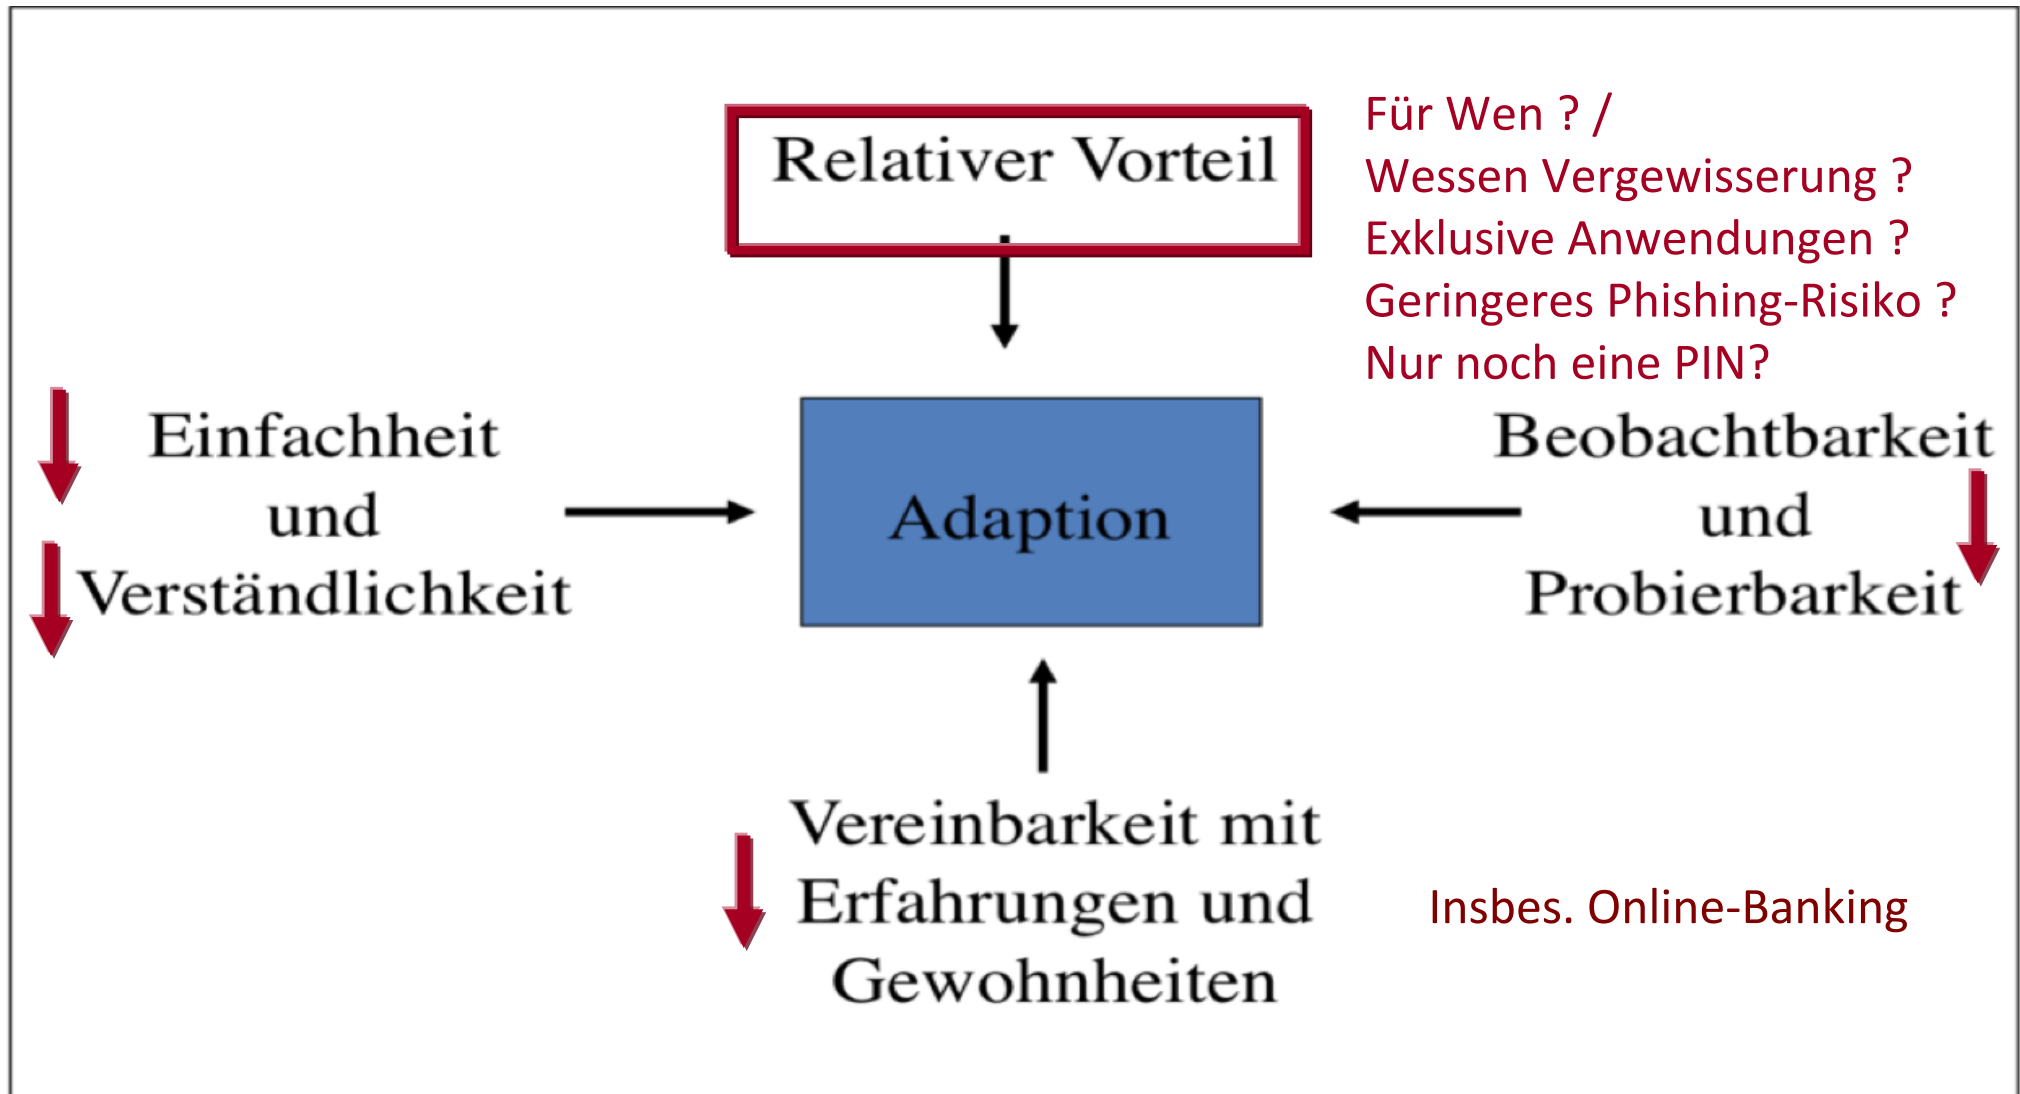 Relativer Vorteil
Für Wen ? /
Wessen Vergewisserung ?
Exklusive Anwendungen ?
Geringeres Phishing-Risiko ?
Nur noch eine PIN?
Einfachheit
und
Verständlichkeit
Adaption
Beobachtbarkeit
und
Probierbarkeit
Vereinbarkeit mit
Erfahrungen und
Gewohnheiten
Insbes. Online-Banking